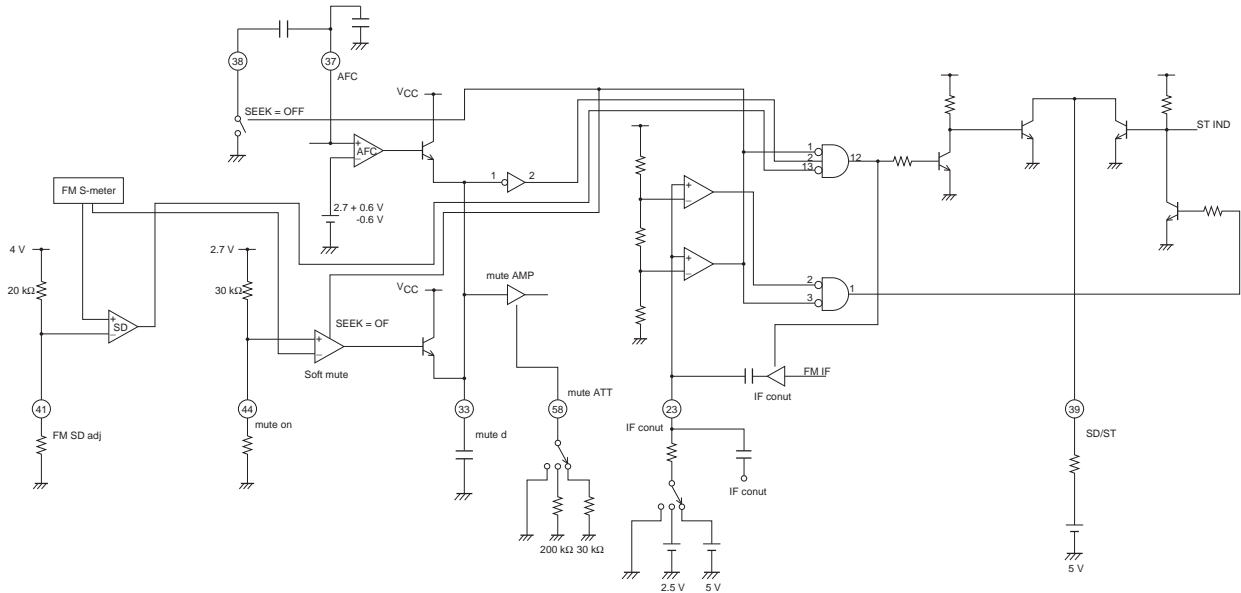 38
37
AFC
SEEK = OFF
VCC
AFC
2.7 + 0.6 V
-0.6 V
1
2
FM S-meter
4 V
20 kΩ
SD
2.7 V
30 kΩ
SEEK = OF
VCC
Soft mute
mute AMP
41
FM SD adj
44
mute on
33
mute d
58
mute ATT
200 kΩ
30 kΩ
+
−
1
2
13
12
2
3
1
FM IF
IF conut
23
IF conut
IF conut
2.5 V
5 V
ST IND
39
SD/ST
5 V